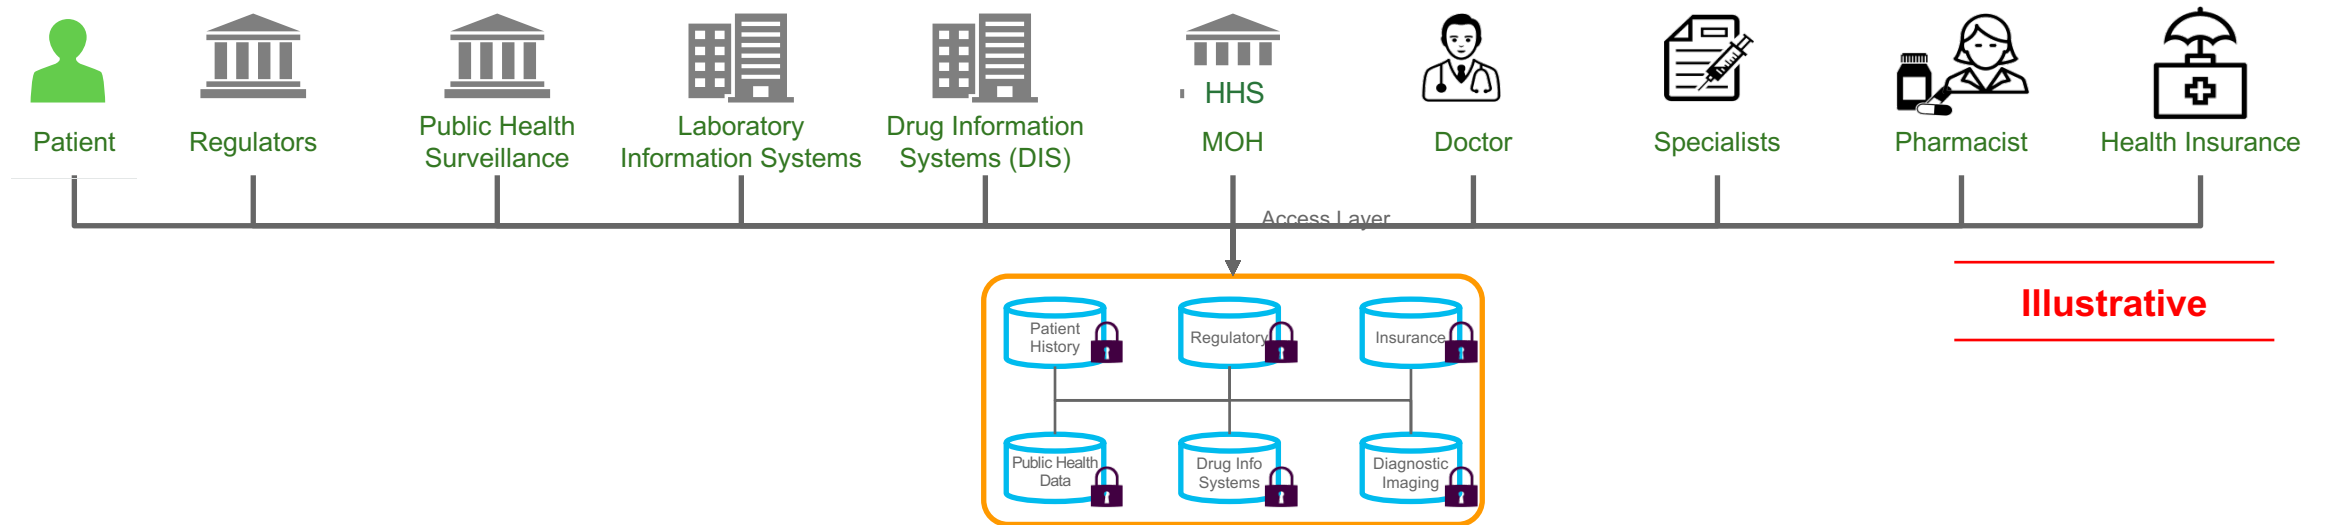 Patient
Regulators
Public Health
Surveillance
Laboratory
Information Systems
Drug Information
Systems (DIS)
HHS
MOH
Doctor
Specialists
Pharmacist
Health Insurance
Access Layer
Illustrative
Patient
History
Regulatory
Insurance
Public Health
Data
Drug Info
Systems
Diagnostic
Imaging